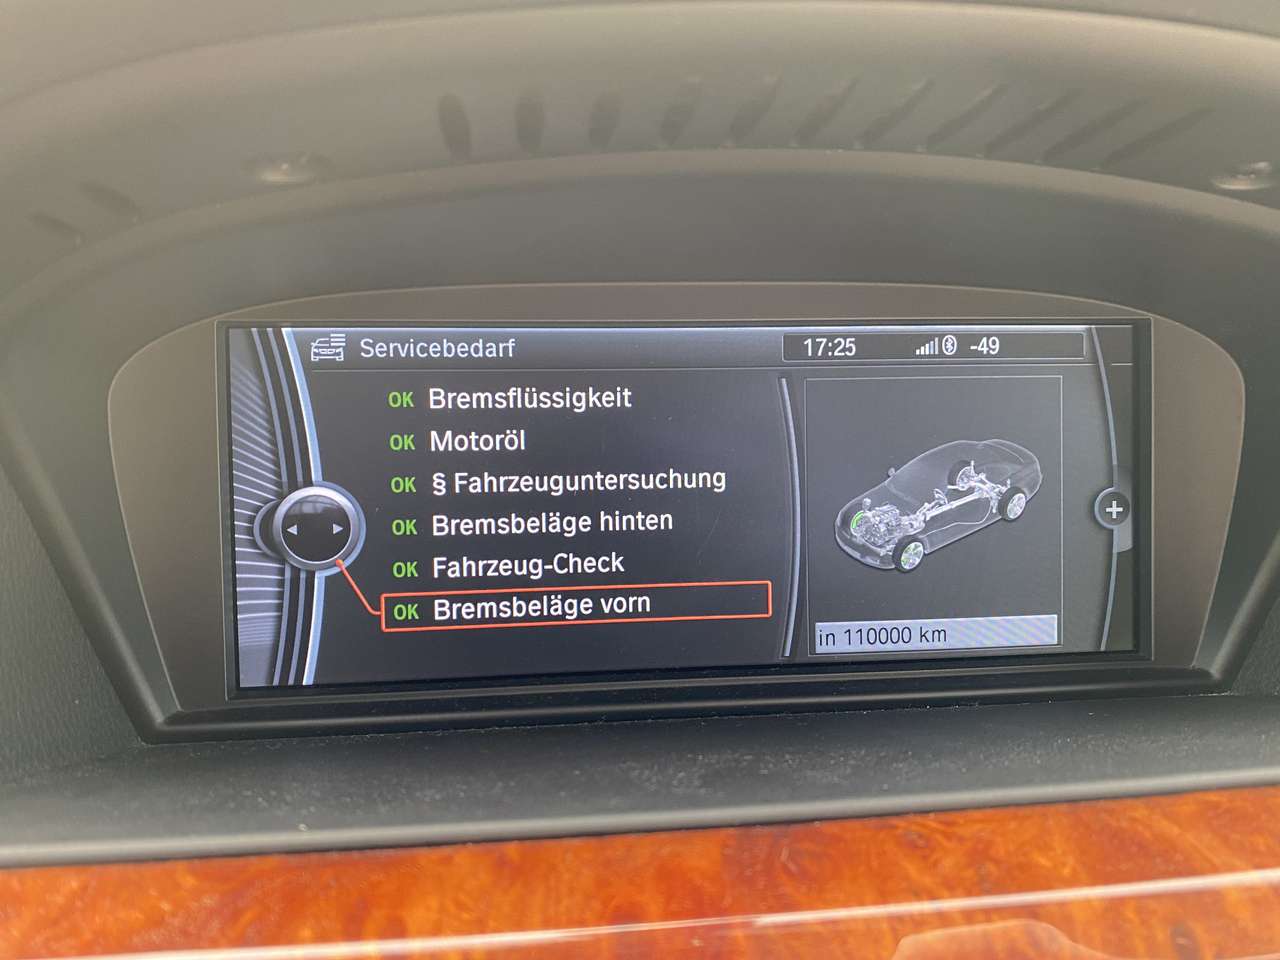 Servicebedarf
17:25 -49
OK Bremsflüssigkeit
OK Motoröl
OK § Fahrzeuguntersuchung
OK Bremsbeläge hinten
OK Fahrzeug-Check
OK Bremsbeläge vorn
in 110000 km